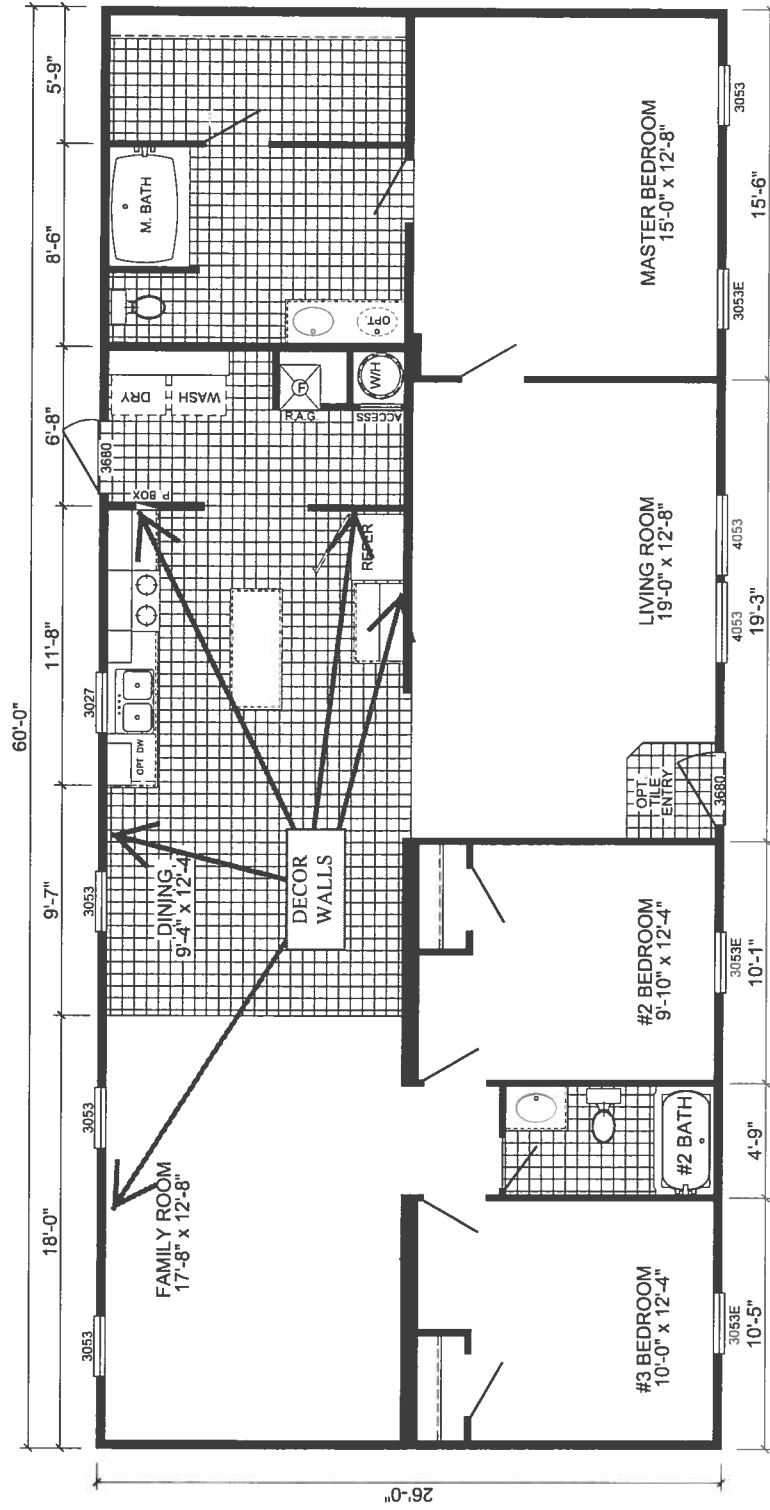 60'-0"
18'-0"
9'-7"
11'-8"
6'-8"
8'-6"
5'-9"
26'-0"
3053
3053
3053
3027
3680
FAMILY ROOM
17'-8" x 12'-8"
DINING
9'-4" x 12'-4
DECOR
WALLS
OPT DW
P. BOX
REFER
DRY
WASH
F
R.A.G.
W/H
ACCESS
M. BATH
OPT.
#3 BEDROOM
10'-0" x 12'-4"
#2 BATH
#2 BEDROOM
9'-10" x 12'-4"
OPT.
TILE
ENTRY
LIVING ROOM
19'-0" x 12'-8"
MASTER BEDROOM
15'-0" x 12'-8"
3053E
3053E
3680
4053
4053
3053E
3053
10'-5"
4'-9"
10'-1"
19'-3"
15'-6"